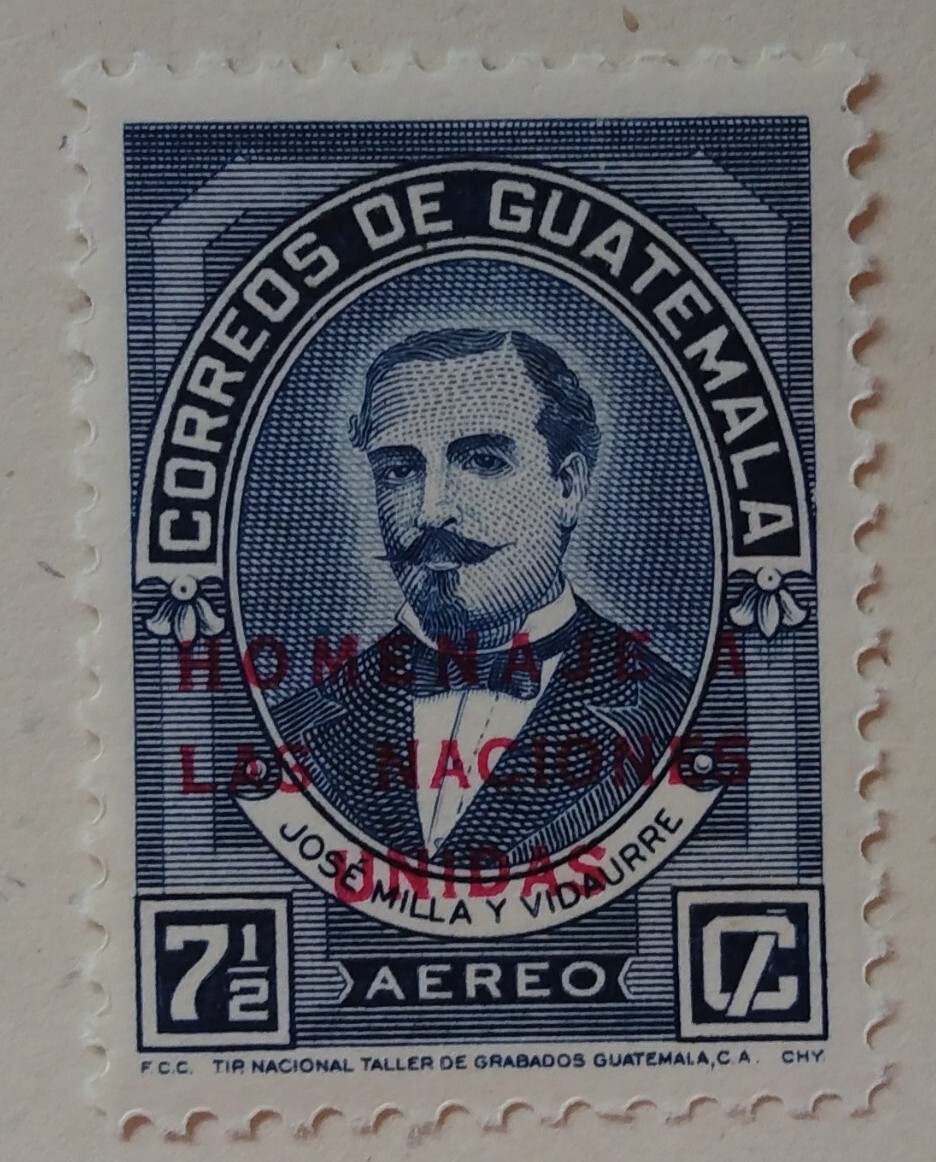 CORREOS DE GUATEMALA
HOMENAJE A
LAS NACIONES
UNIDAS
JOSÉ MILLA Y VIDAURRE
7½ AEREO ₵
F.C.C. TIP. NACIONAL TALLER DE GRABADOS GUATEMALA, C.A. CHY.